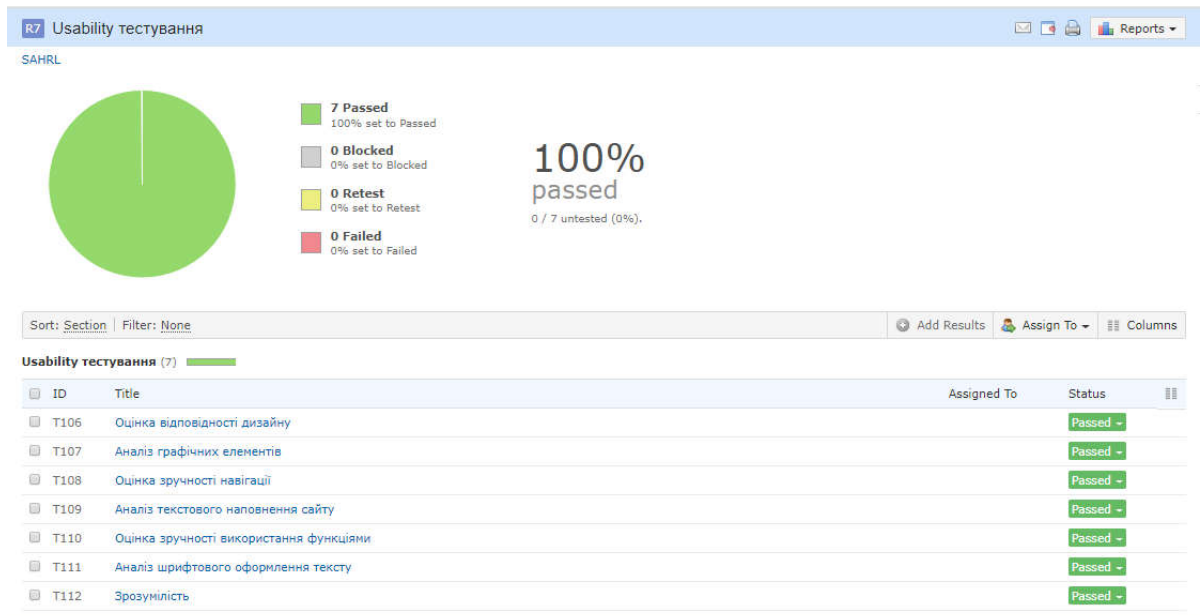 R7 Usability тестування Reports
SAHRL
7 Passed
100% set to Passed
0 Blocked
0% set to Blocked
0 Retest
0% set to Retest
0 Failed
0% set to Failed
100%
passed
0 / 7 untested (0%).
Sort: Section Filter: None Add Results Assign To Columns
Usability тестування (7)
ID Title Assigned To Status
T106 Оцінка відповідності дизайну Passed
T107 Аналіз графічних елементів Passed
T108 Оцінка зручності навігації Passed
T109 Аналіз текстового наповнення сайту Passed
T110 Оцінка зручності використання функціями Passed
T111 Аналіз шрифтового оформлення тексту Passed
T112 Зрозумілість Passed